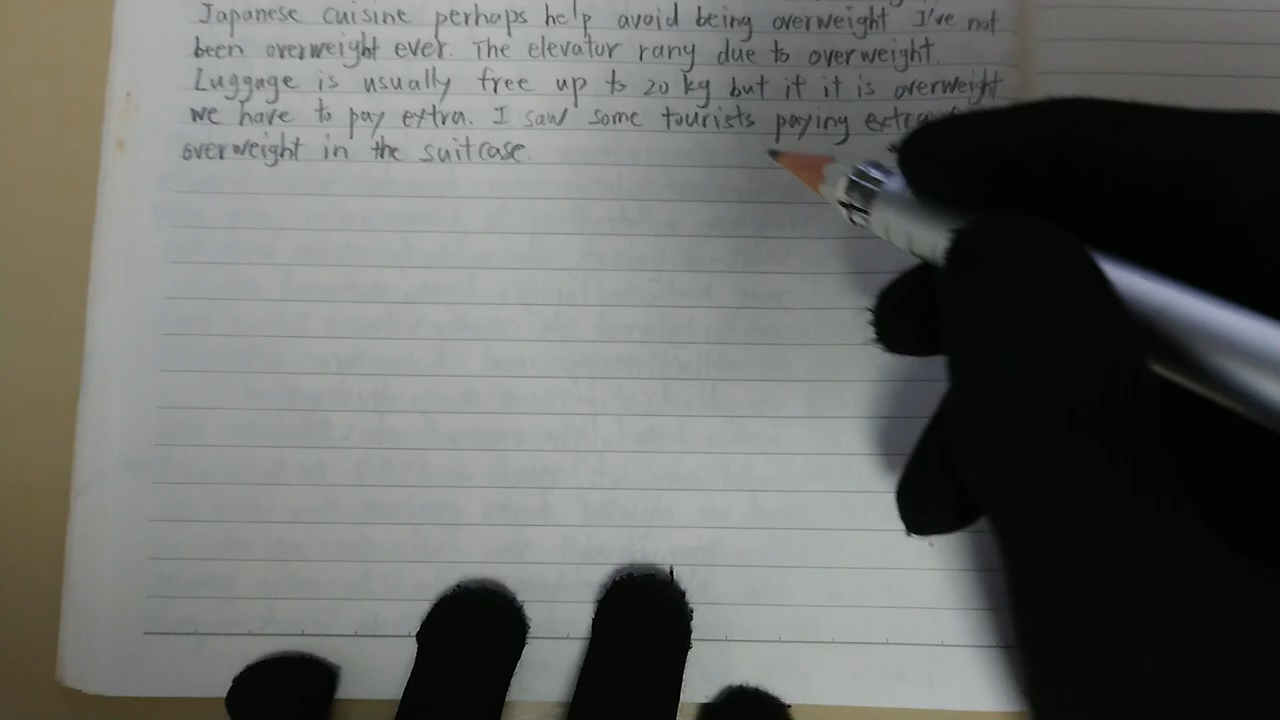 Japanese cuisine perhaps help avoid being overweight I've not
been overweight ever. The elevator rang due to overweight.
Luggage is usually free up to 20 kg but it it is overweight
we have to pay extra. I saw some tourists paying extra
overweight in the suitcase.